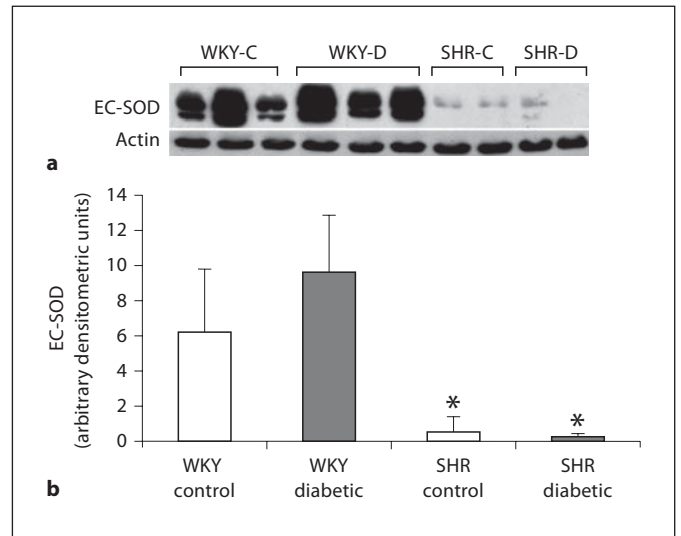 WKY-C WKY-D SHR-C SHR-D
EC-SOD
Actin
a
14
12
10
8
6
4
2
0
EC-SOD
(arbitrary densitometric units)
* *
WKY control
WKY diabetic
SHR control
SHR diabetic
b